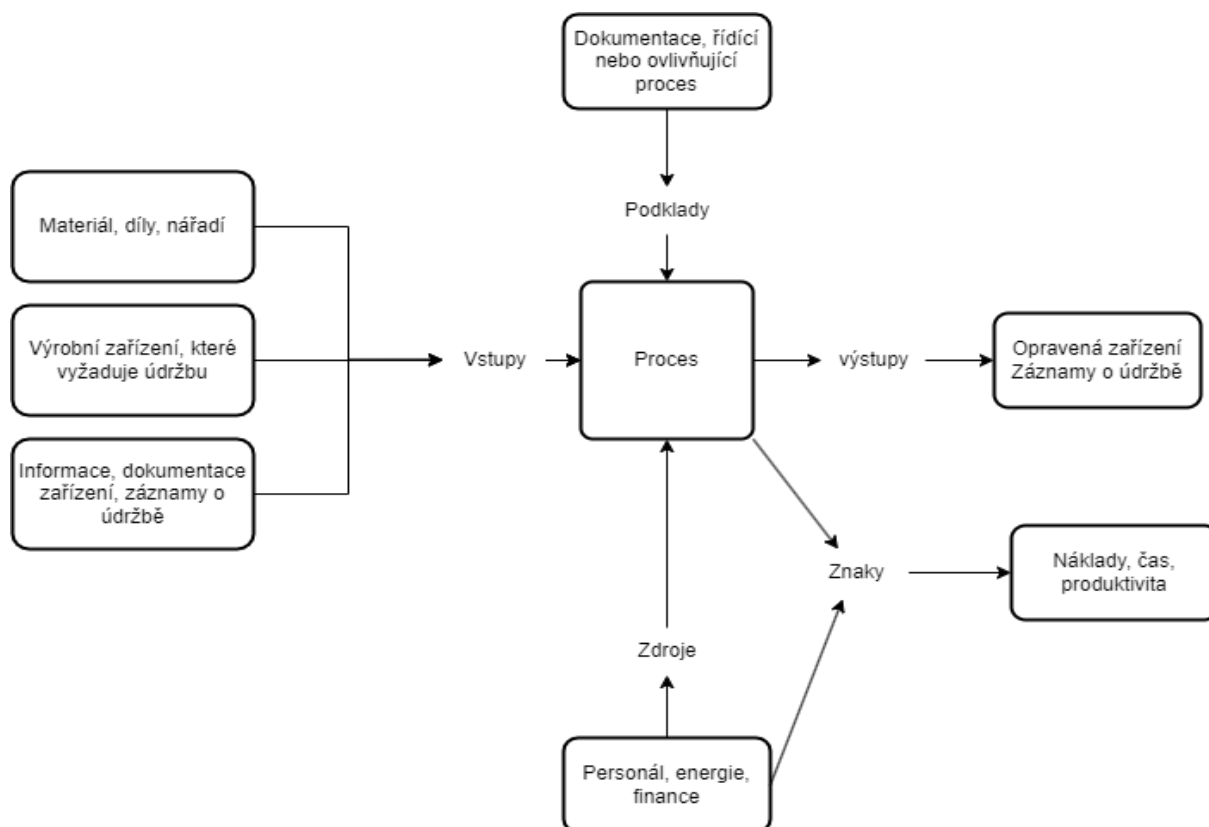 Dokumentace, řídící
nebo ovlivňující
proces
Podklady
Materiál, díly, nářadí
Výrobní zařízení, které
vyžaduje údržbu
Informace, dokumentace
zařízení, záznamy o
údržbě
Vstupy
Proces
výstupy
Opravená zařízení
Záznamy o údržbě
Znaky
Náklady, čas,
produktivita
Zdroje
Personál, energie,
finance